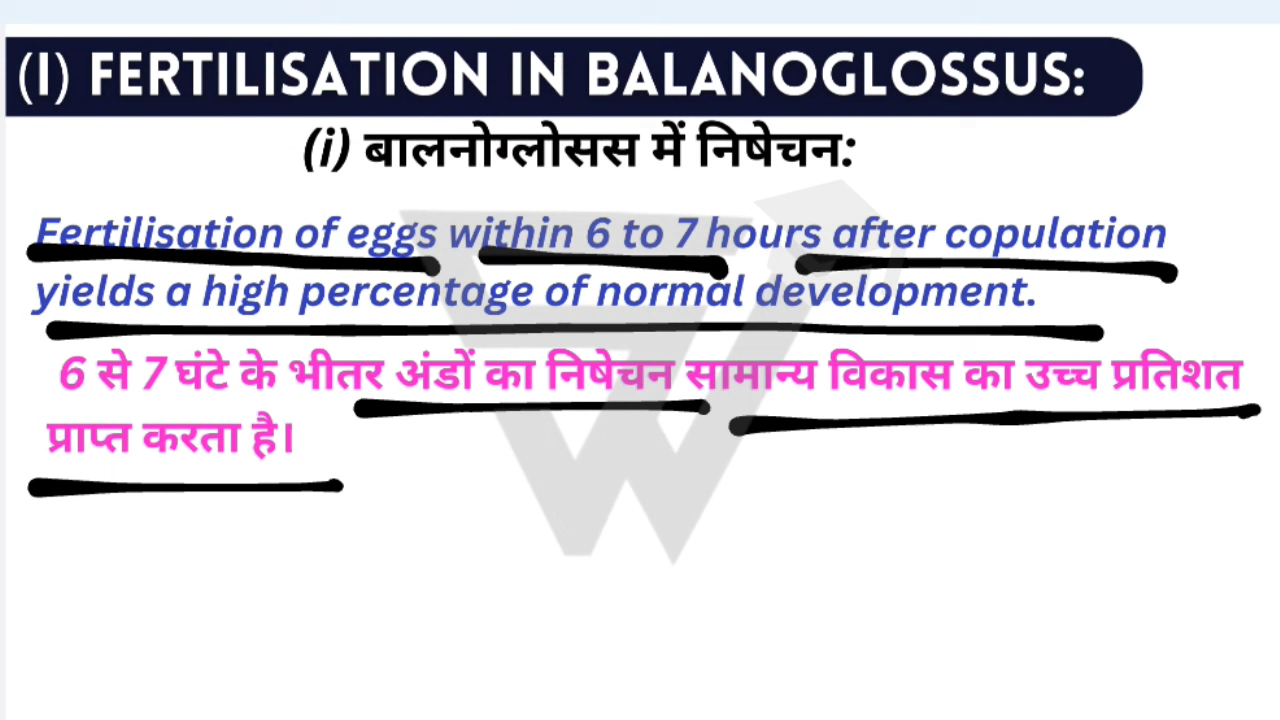 (I) FERTILISATION IN BALANOGLOSSUS:
(i) बालनोग्लोसस में निषेचन:
Fertilisation of eggs within 6 to 7 hours after copulation
yields a high percentage of normal development.
6 से 7 घंटे के भीतर अंडों का निषेचन सामान्य विकास का उच्च प्रतिशत
प्राप्त करता है।